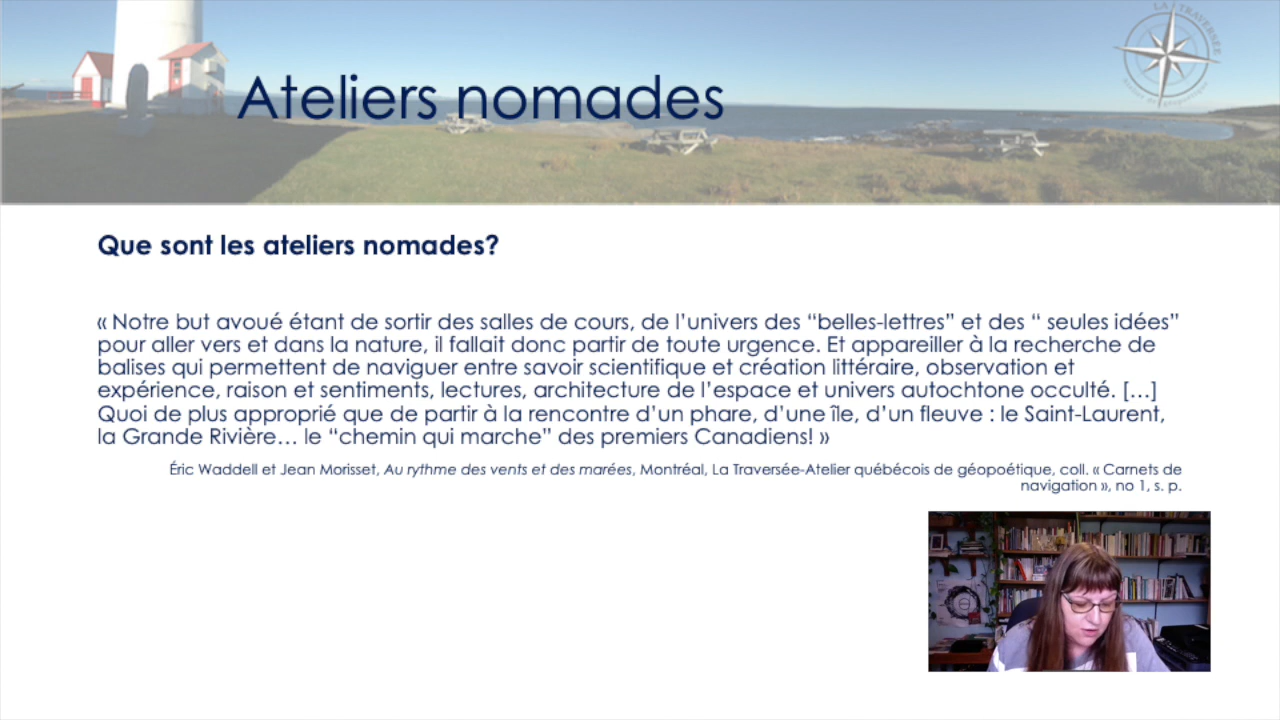 LA TRAVERSÉE
Ateliers nomades
Que sont les ateliers nomades?
« Notre but avoué étant de sortir des salles de cours, de l’univers des “belles-lettres” et des “ seules idées”
pour aller vers et dans la nature, il fallait donc partir de toute urgence. Et appareiller à la recherche de
balises qui permettent de naviguer entre savoir scientifique et création littéraire, observation et
expérience, raison et sentiments, lectures, architecture de l’espace et univers autochtone occulté. […]
Quoi de plus approprié que de partir à la rencontre d’un phare, d’une île, d’un fleuve : le Saint-Laurent,
la Grande Rivière… le “chemin qui marche” des premiers Canadiens! »
Éric Waddell et Jean Morisset, Au rythme des vents et des marées, Montréal, La Traversée-Atelier québécois de géopoétique, coll. « Carnets de
navigation », no 1, s. p.